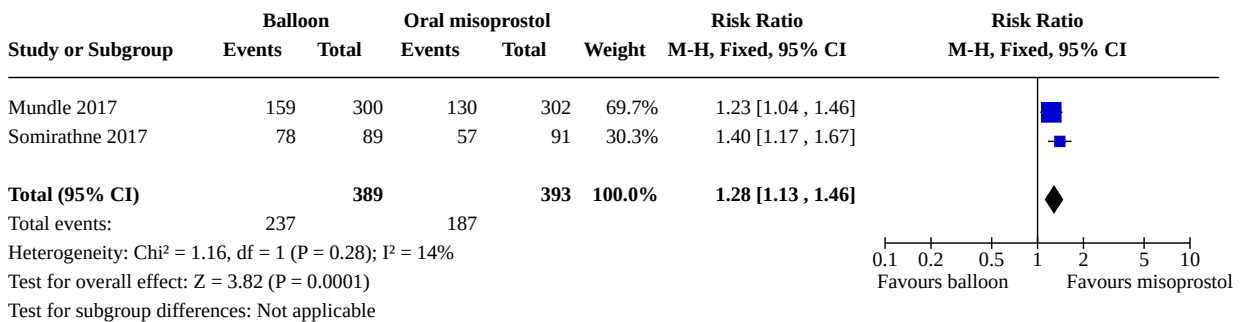 Balloon Oral misoprostol Risk Ratio Risk Ratio
Study or Subgroup Events Total Events Total Weight M-H, Fixed, 95% CI M-H, Fixed, 95% CI
Mundle 2017 159 300 130 302 69.7% 1.23 [1.04 , 1.46]
Somirathne 2017 78 89 57 91 30.3% 1.40 [1.17 , 1.67]
Total (95% CI) 389 393 100.0% 1.28 [1.13 , 1.46]
Total events: 237 187
Heterogeneity: Chi² = 1.16, df = 1 (P = 0.28); I² = 14%
0.1 0.2 0.5 1 2 5 10
Test for overall effect: Z = 3.82 (P = 0.0001) Favours balloon Favours misoprostol
Test for subgroup differences: Not applicable